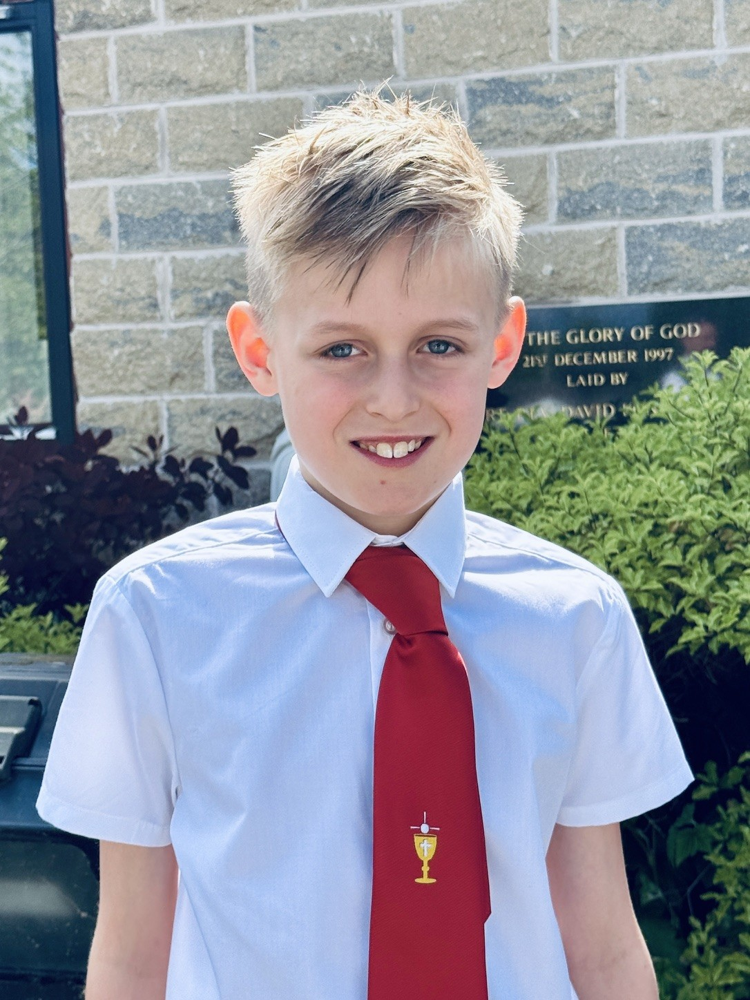 THE GLORY OF GOD
21ST DECEMBER 1997
LAID BY
DAVID